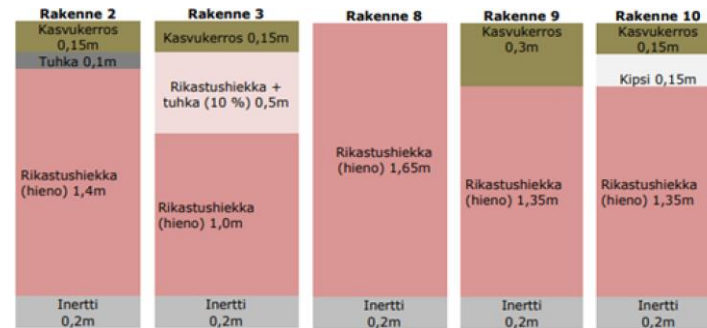 Rakenne 2
Kasvukerros
0,15m
Tuhka 0,1m
Rikastushiekka
(hieno) 1,4m
Inertti
0,2m
Rakenne 3
Kasvukerros 0,15m
Rikastushiekka +
tuhka (10 %) 0,5m
Rikastushiekka
(hieno) 1,0m
Inertti
0,2m
Rakenne 8
Rikastushiekka
(hieno) 1,65m
Inertti
0,2m
Rakenne 9
Kasvukerros
0,3m
Rikastushiekka
(hieno) 1,35m
Inertti
0,2m
Rakenne 10
Kasvukerros
0,15m
Kipsi 0,15m
Rikastushiekka
(hieno) 1,35m
Inertti
0,2m